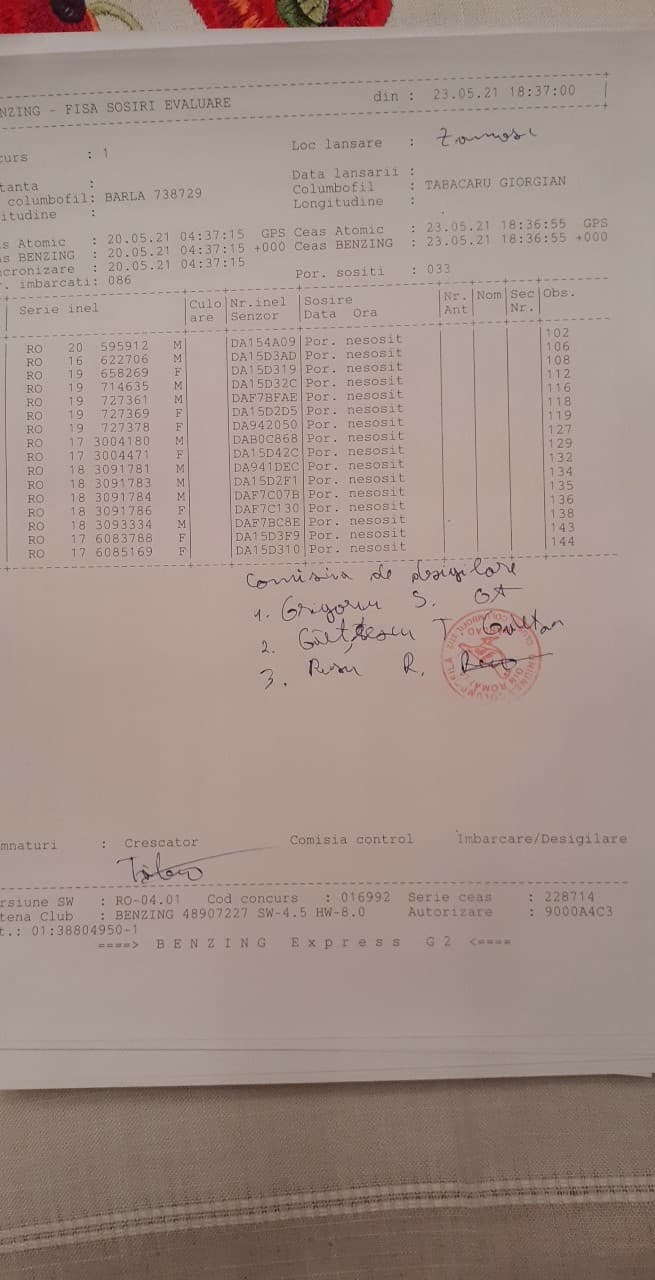 NZING - FISA SOSIRI EVALUARE din : 23.05.21 18:37:00
curs : 1 Loc lansare :
tanta : Data lansarii :
columbofil: BARLA 738729 Columbofil : TABACARU GIORGIAN
itudine : Longitudine :
as Atomic : 20.05.21 04:37:15 GPS Ceas Atomic : 23.05.21 18:36:55 GPS
as BENZING : 20.05.21 04:37:15 +000 Ceas BENZING : 23.05.21 18:36:55 +000
ncronizare : 20.05.21 04:37:15
r. imbarcati: 086 Por. sositi : 033
Serie inel Culo Nr.inel Sosire Nr. Nom Sec Obs.
are Senzor Data Ora Ant Nr.
RO 20 595912 M DA154A09 Por. nesosit 102
RO 16 622706 M DA15D3AD Por. nesosit 106
RO 19 658269 F DA15D319 Por. nesosit 108
RO 19 714635 M DA15D32C Por. nesosit 112
RO 19 727361 M DAF7BFAE Por. nesosit 116
RO 19 727369 F DA15D2D5 Por. nesosit 118
RO 19 727378 F DA942050 Por. nesosit 119
RO 17 3004180 M DAB0C868 Por. nesosit 127
RO 17 3004471 F DA15D42C Por. nesosit 129
RO 18 3091781 M DA941DEC Por. nesosit 132
RO 18 3091783 M DA15D2F1 Por. nesosit 134
RO 18 3091784 M DAF7C07B Por. nesosit 135
RO 18 3091786 F DAF7C130 Por. nesosit 136
RO 18 3093334 M DAF7BC8E Por. nesosit 138
RO 17 6083788 F DA15D3F9 Por. nesosit 143
RO 17 6085169 F DA15D310 Por. nesosit 144
Comisia de desigilare
1. Grigoriu S.
2. T.
3. Rusu R.
mnaturi : Crescator Comisia control Imbarcare/Desigilare
rsiune SW : RO-04.01 Cod concurs : 016992 Serie ceas : 228714
tena Club : BENZING 48907227 SW-4.5 HW-8.0 Autorizare : 9000A4C3
t.: 01:38804950-1
====> B E N Z I N G E x p r e s s G 2 <====